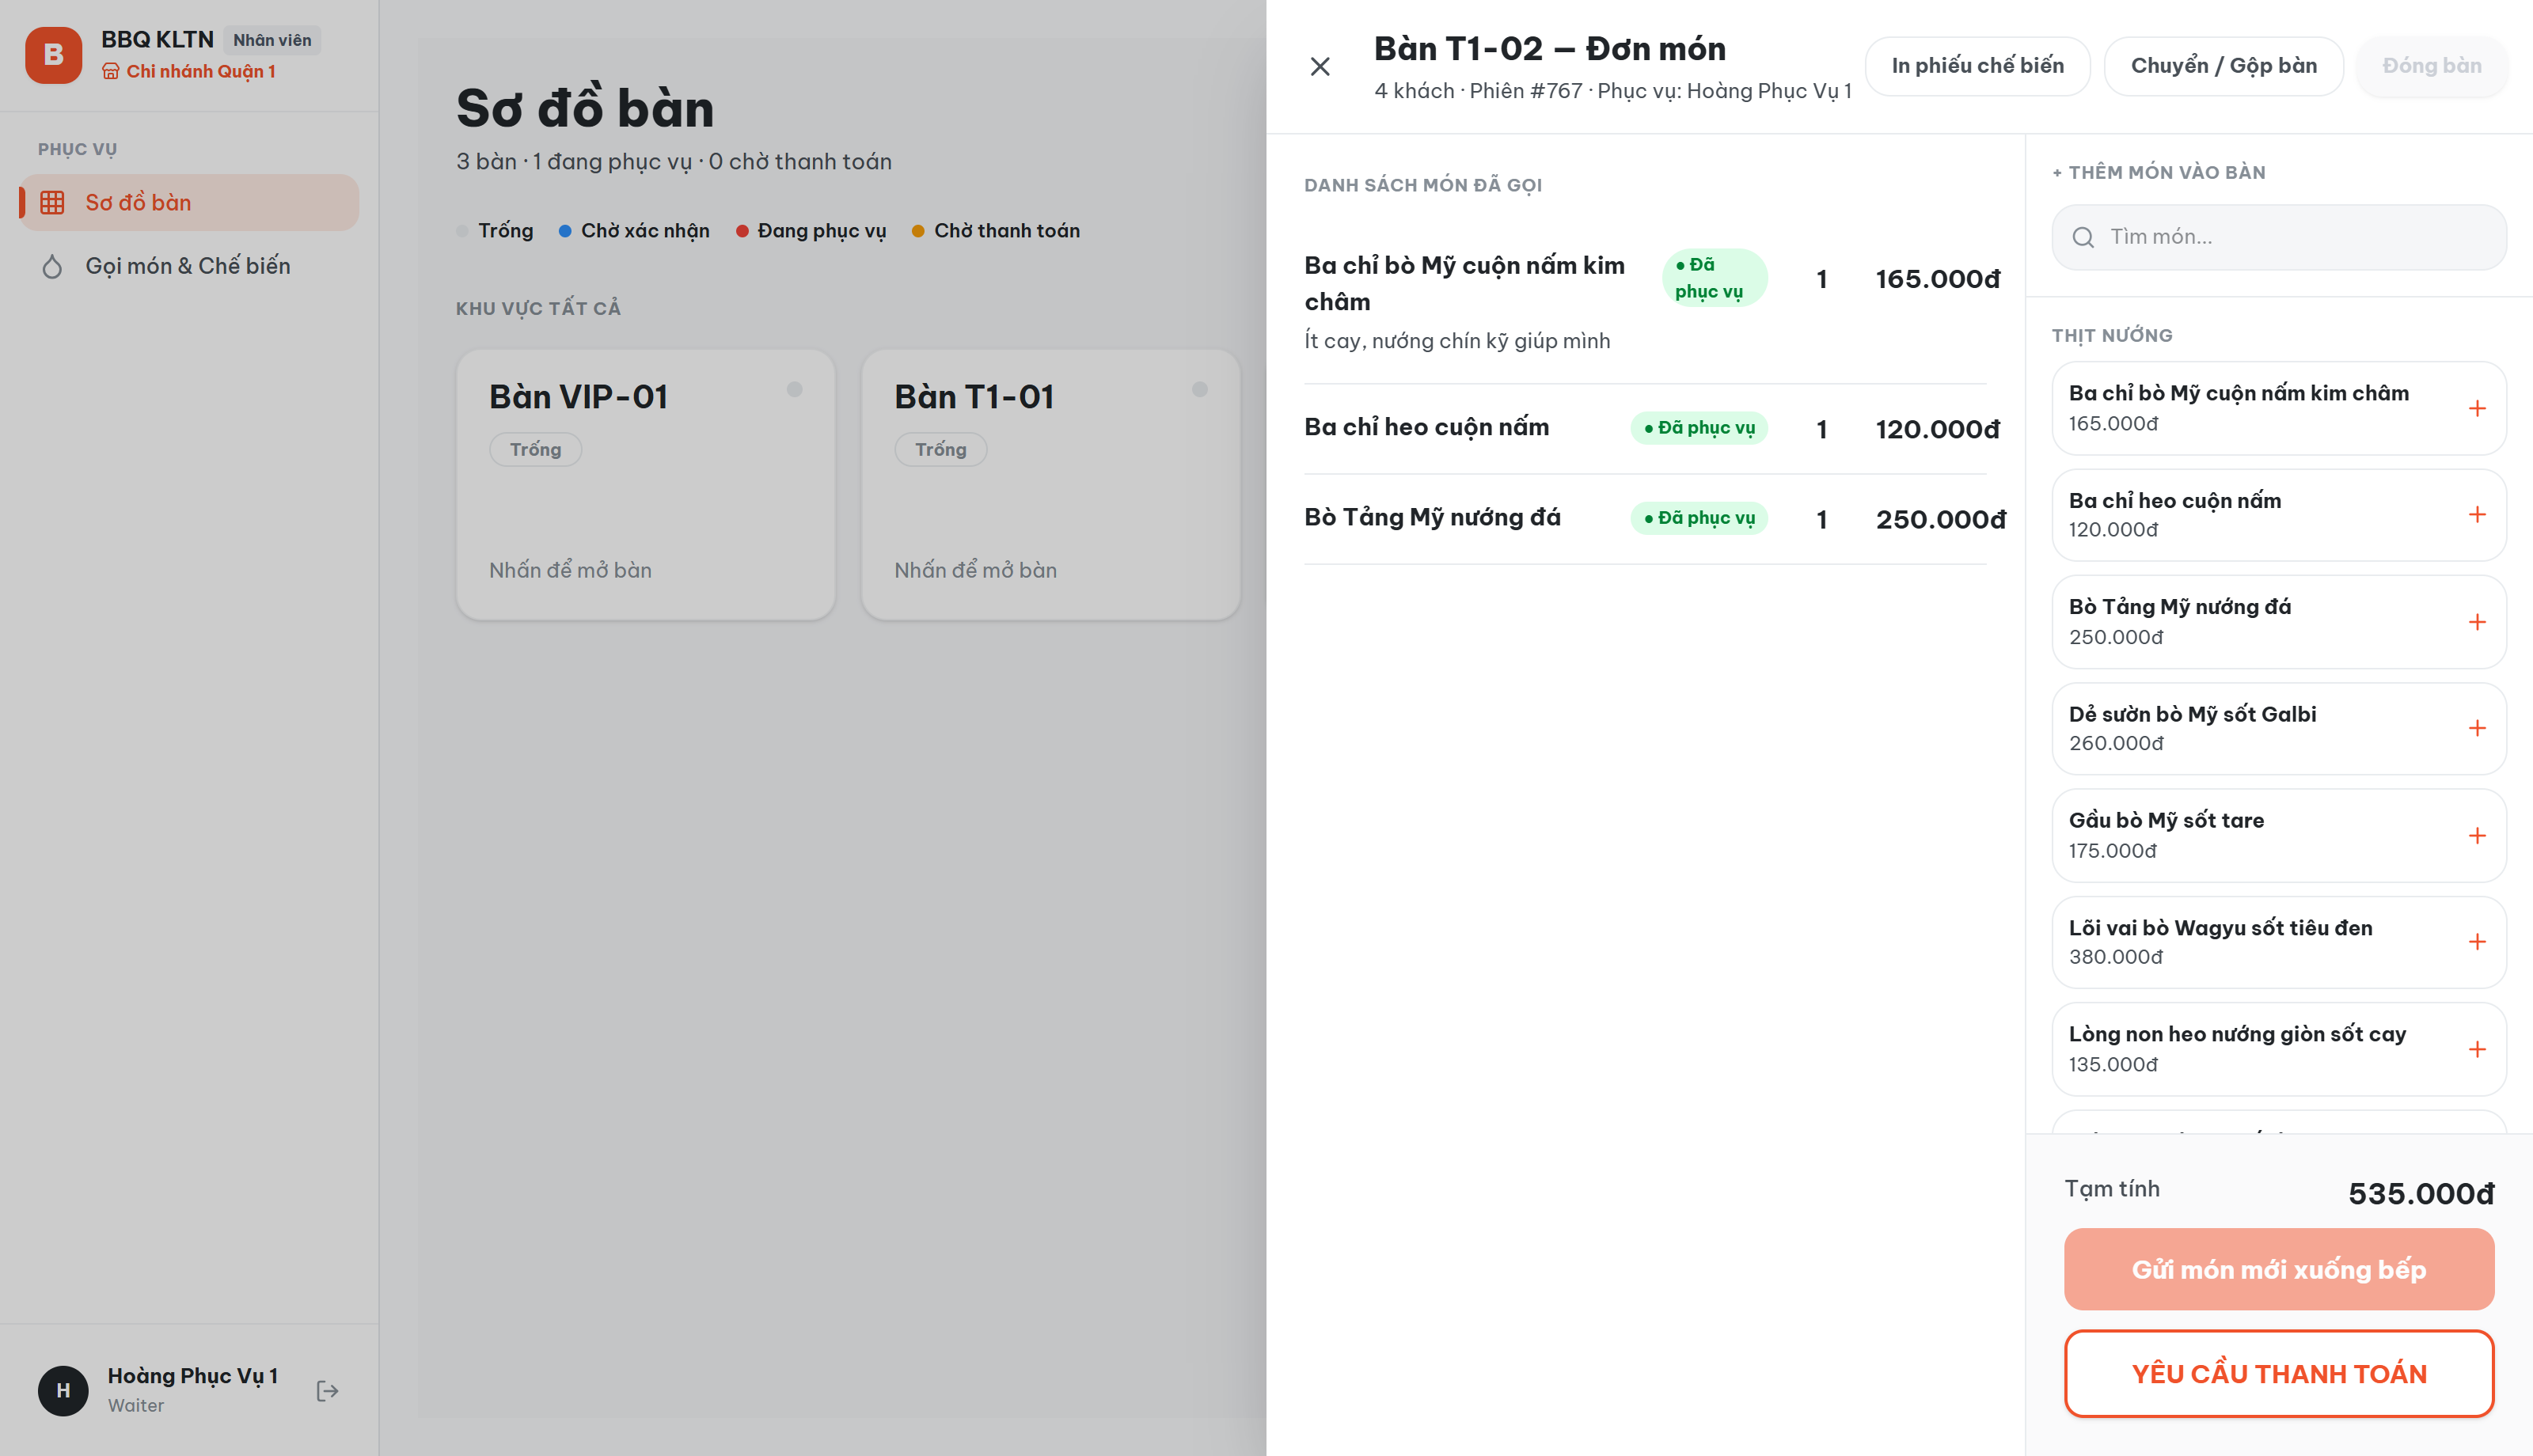 B
BBQ KLTN
Nhân viên
Chi nhánh Quận 1
PHỤC VỤ
Sơ đồ bàn
Gọi món & Chế biến
Hoàng Phục Vụ 1
H
Waiter
Sơ đồ bàn
3 bàn · 1 đang phục vụ · 0 chờ thanh toán
Trống
Chờ xác nhận
Đang phục vụ
Chờ thanh toán
KHU VỰC TẤT CẢ
Bàn VIP-01
Trống
Nhấn để mở bàn
Bàn T1-01
Trống
Nhấn để mở bàn
Bàn T1-02 — Đơn món
4 khách · Phiên #767 · Phục vụ: Hoàng Phục Vụ 1
In phiếu chế biến
Chuyển / Gộp bàn
Đóng bàn
DANH SÁCH MÓN ĐÃ GỌI
Ba chỉ bò Mỹ cuộn nấm kim
châm
Ít cay, nướng chín kỹ giúp mình
● Đã
phục vụ
1
165.000đ
Ba chỉ heo cuộn nấm
● Đã phục vụ
1
120.000đ
Bò Tảng Mỹ nướng đá
● Đã phục vụ
1
250.000đ
+ THÊM MÓN VÀO BÀN
Tìm món...
THỊT NƯỚNG
Ba chỉ bò Mỹ cuộn nấm kim châm
165.000đ
+
Ba chỉ heo cuộn nấm
120.000đ
+
Bò Tảng Mỹ nướng đá
250.000đ
+
Dẻ sườn bò Mỹ sốt Galbi
260.000đ
+
Gầu bò Mỹ sốt tare
175.000đ
+
Lõi vai bò Wagyu sốt tiêu đen
380.000đ
+
Lòng non heo nướng giòn sốt cay
135.000đ
+
Tạm tính
535.000đ
Gửi món mới xuống bếp
YÊU CẦU THANH TOÁN